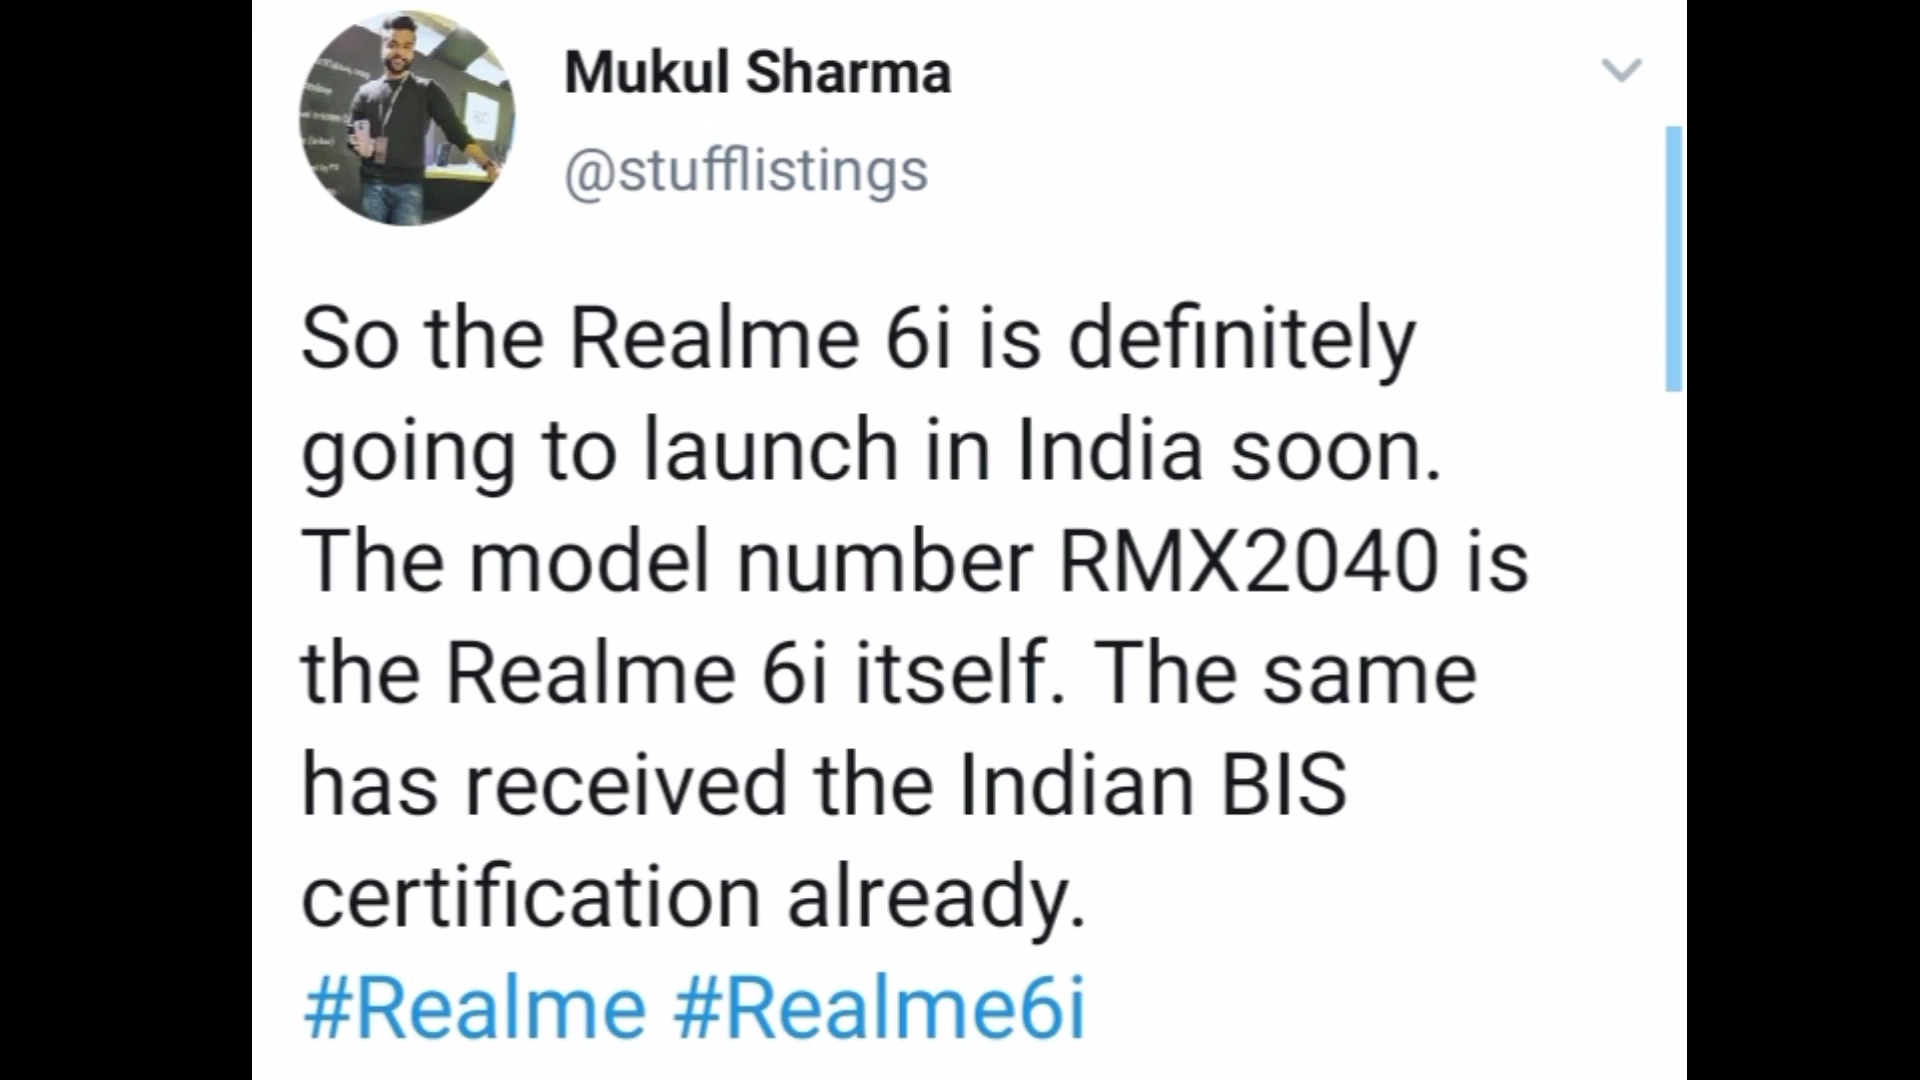 Mukul Sharma
@stufflistings
So the Realme 6i is definitely
going to launch in India soon.
The model number RMX2040 is
the Realme 6i itself. The same
has received the Indian BIS
certification already.
#Realme #Realme6i